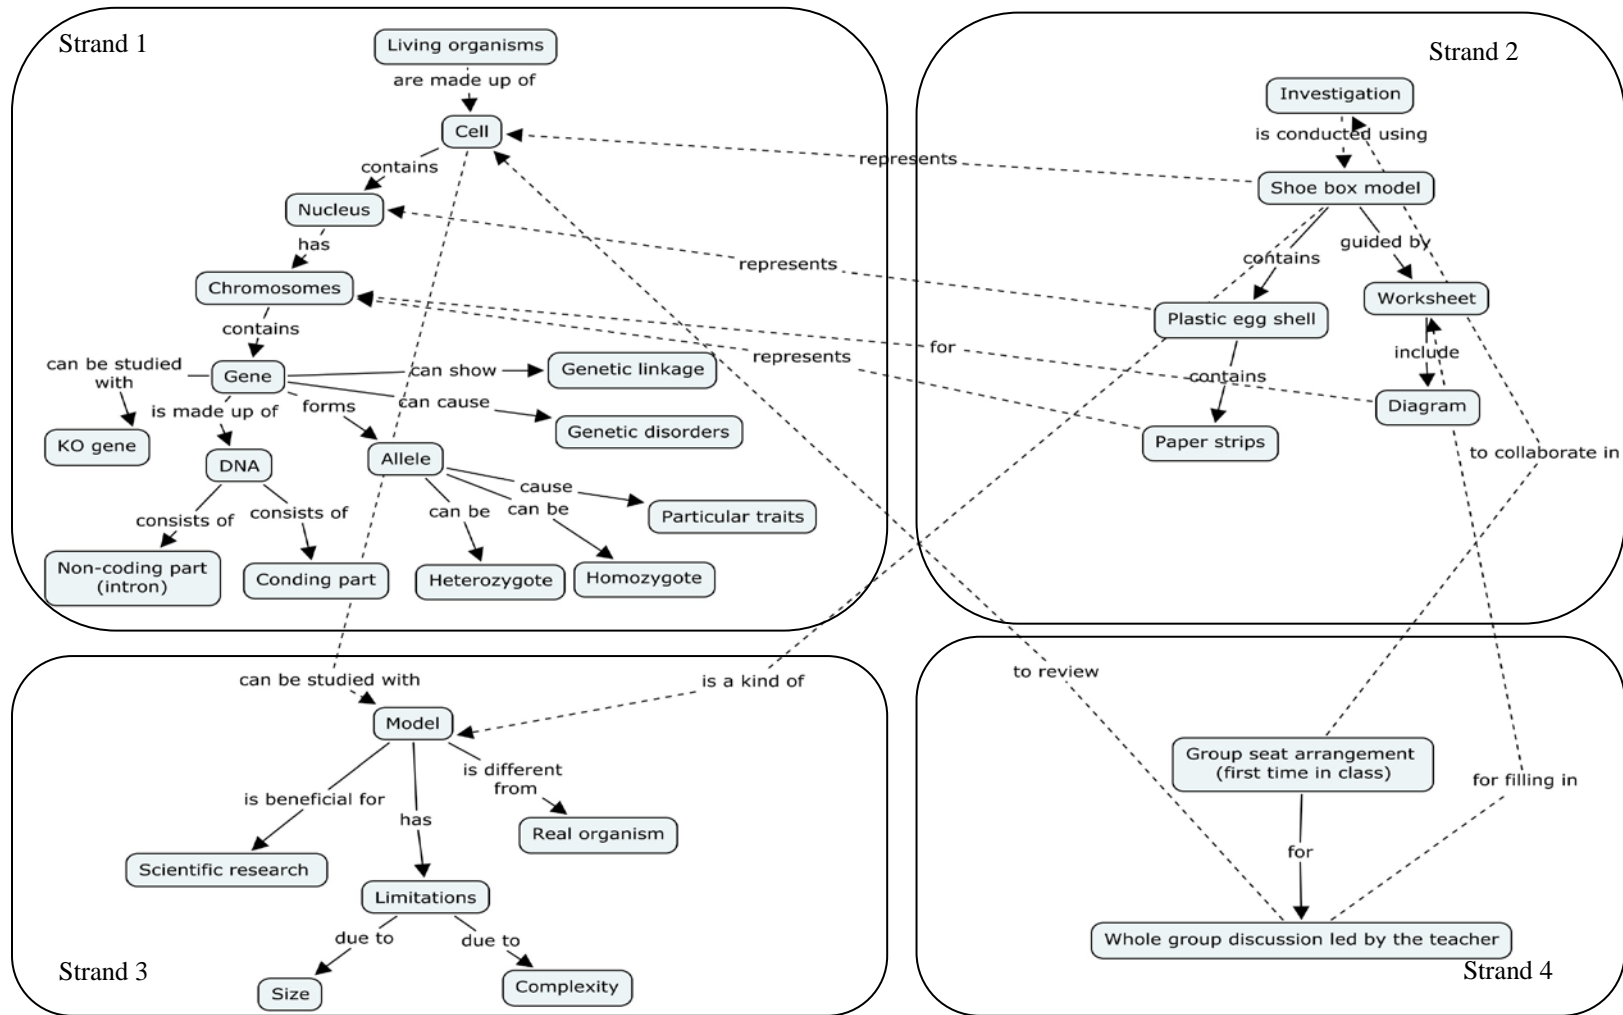 Strand 1
Living organisms
are made up of
Cell
contains
Nucleus
has
Chromosomes
contains
can be studied
with
Gene
can show
Genetic linkage
can cause
Genetic disorders
is made up of
forms
KO gene
DNA
Allele
cause
Particular traits
can be
can be
consists of
consists of
Non-coding part
(intron)
Conding part
Heterozygote
Homozygote
Strand 2
Investigation
is conducted using
Shoe box model
represents
contains
guided by
represents
Plastic egg shell
Worksheet
for
include
represents
contains
Diagram
Paper strips
to collaborate in
can be studied with
is a kind of
Model
is beneficial for
has
is different
from
Scientific research
Real organism
Limitations
due to
due to
Size
Complexity
Strand 3
to review
Group seat arrangement
(first time in class)
for filling in
for
Whole group discussion led by the teacher
Strand 4